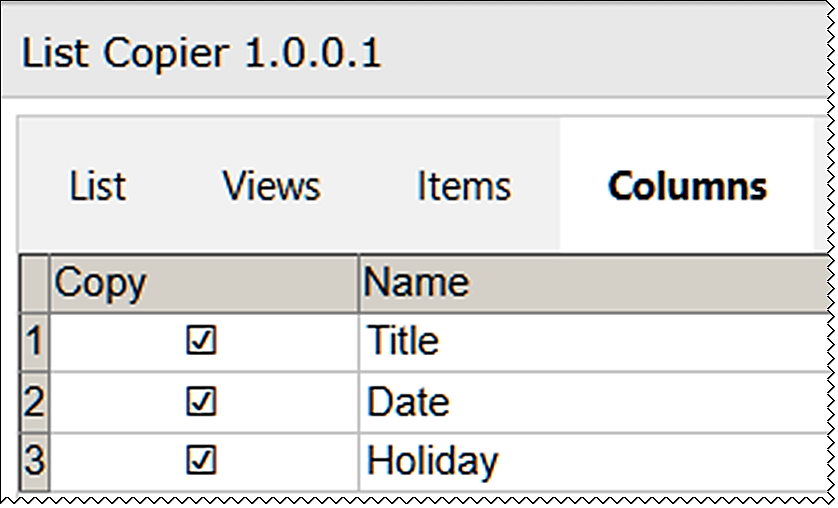 List Copier 1.0.0.1
List Views Items Columns
Copy Name
1 Title
2 Date
3 Holiday